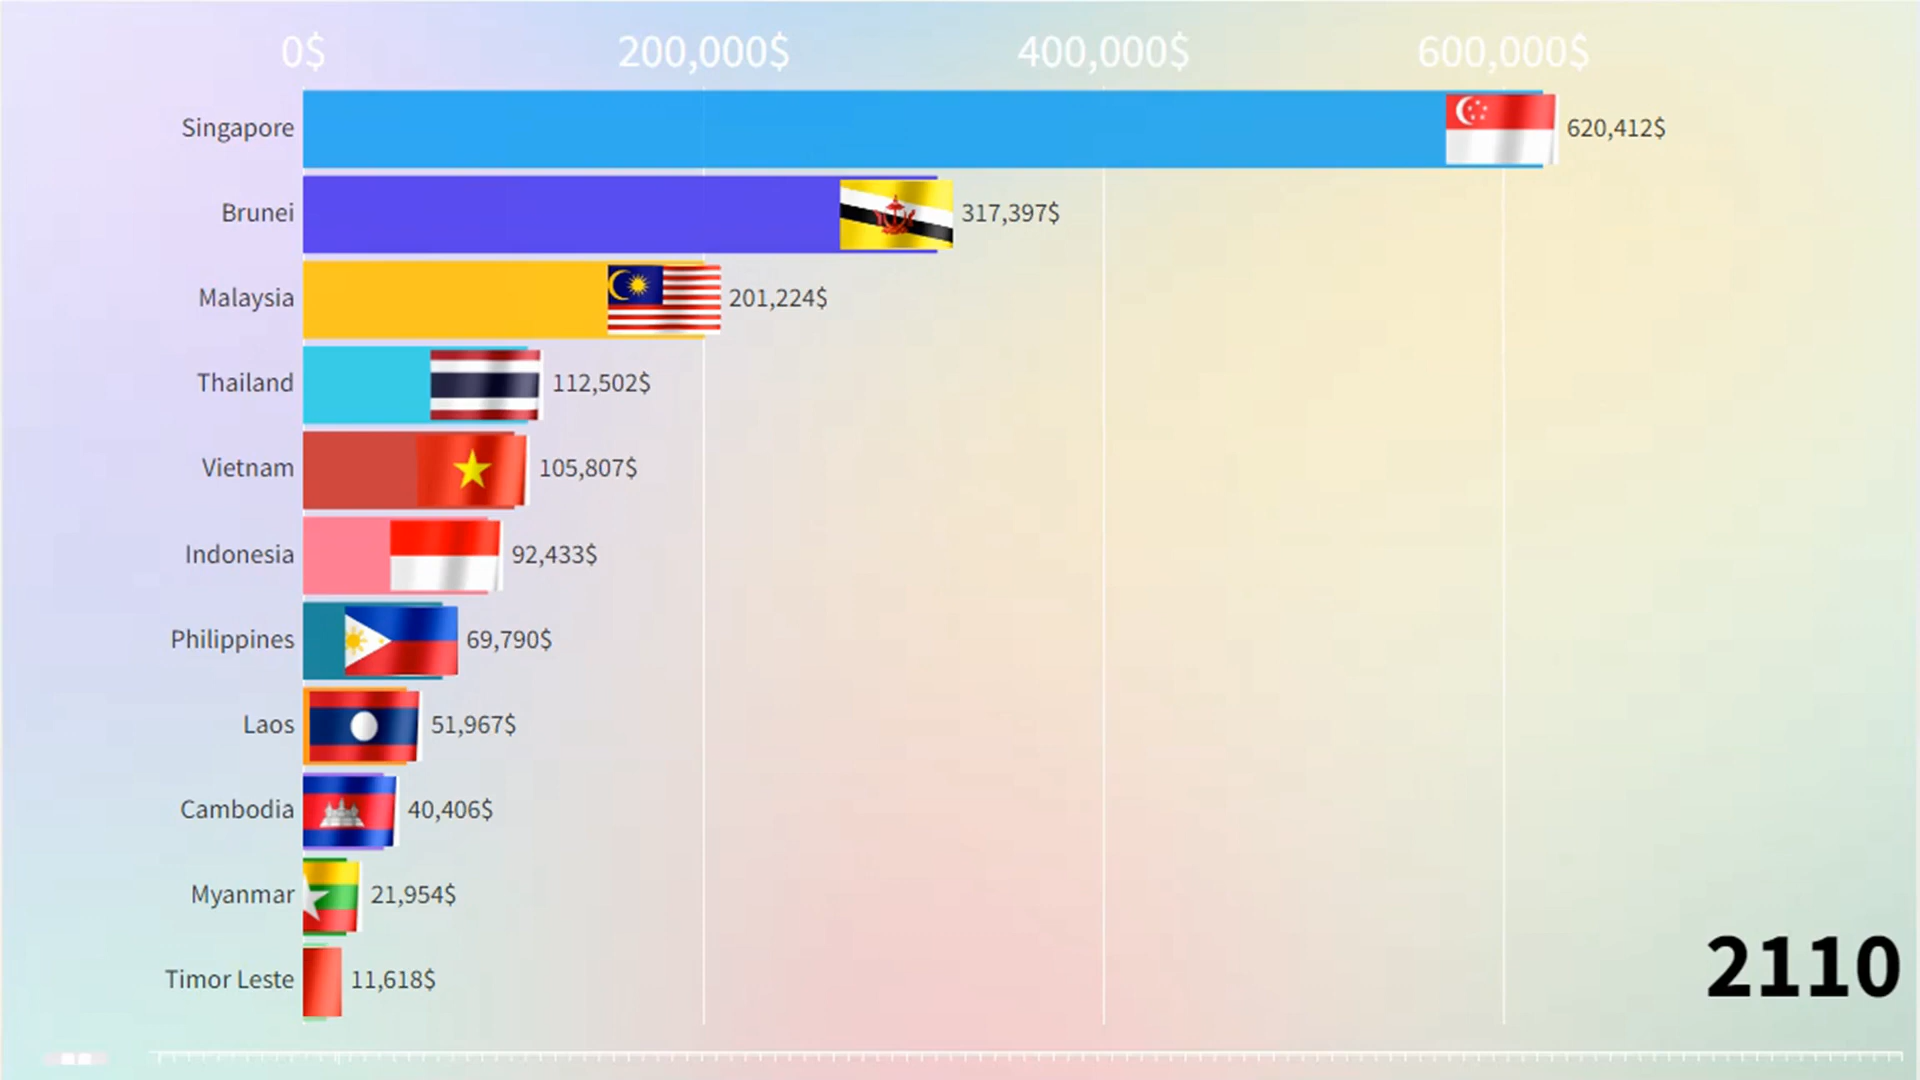 0$ 200,000$ 400,000$ 600,000$
Singapore 620,412$
Brunei 317,397$
Malaysia 201,224$
Thailand 112,502$
Vietnam 105,807$
Indonesia 92,433$
Philippines 69,790$
Laos 51,967$
Cambodia 40,406$
Myanmar 21,954$
Timor Leste 11,618$
2110